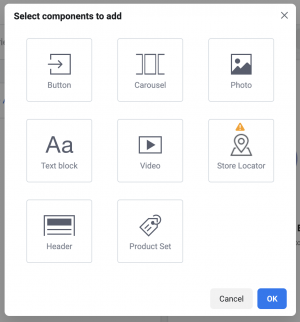 Select components to add
Button
Carousel
Photo
Aa
Text block
Video
Store Locator
Header
Product Set
Cancel
OK